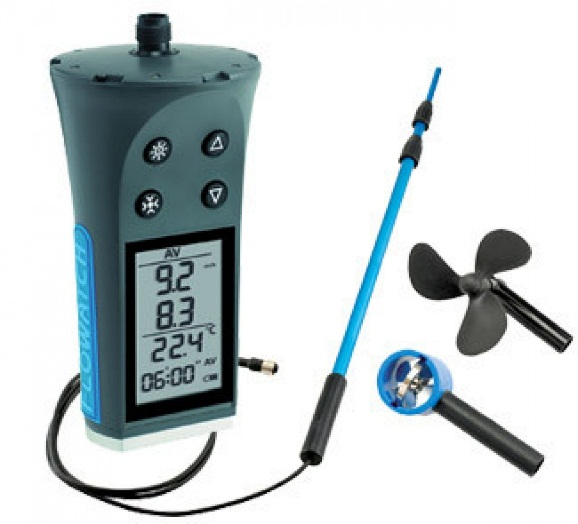 FLOWATCH
AV
9.2 m/s
8.3
22.4 °C
06:00" AV